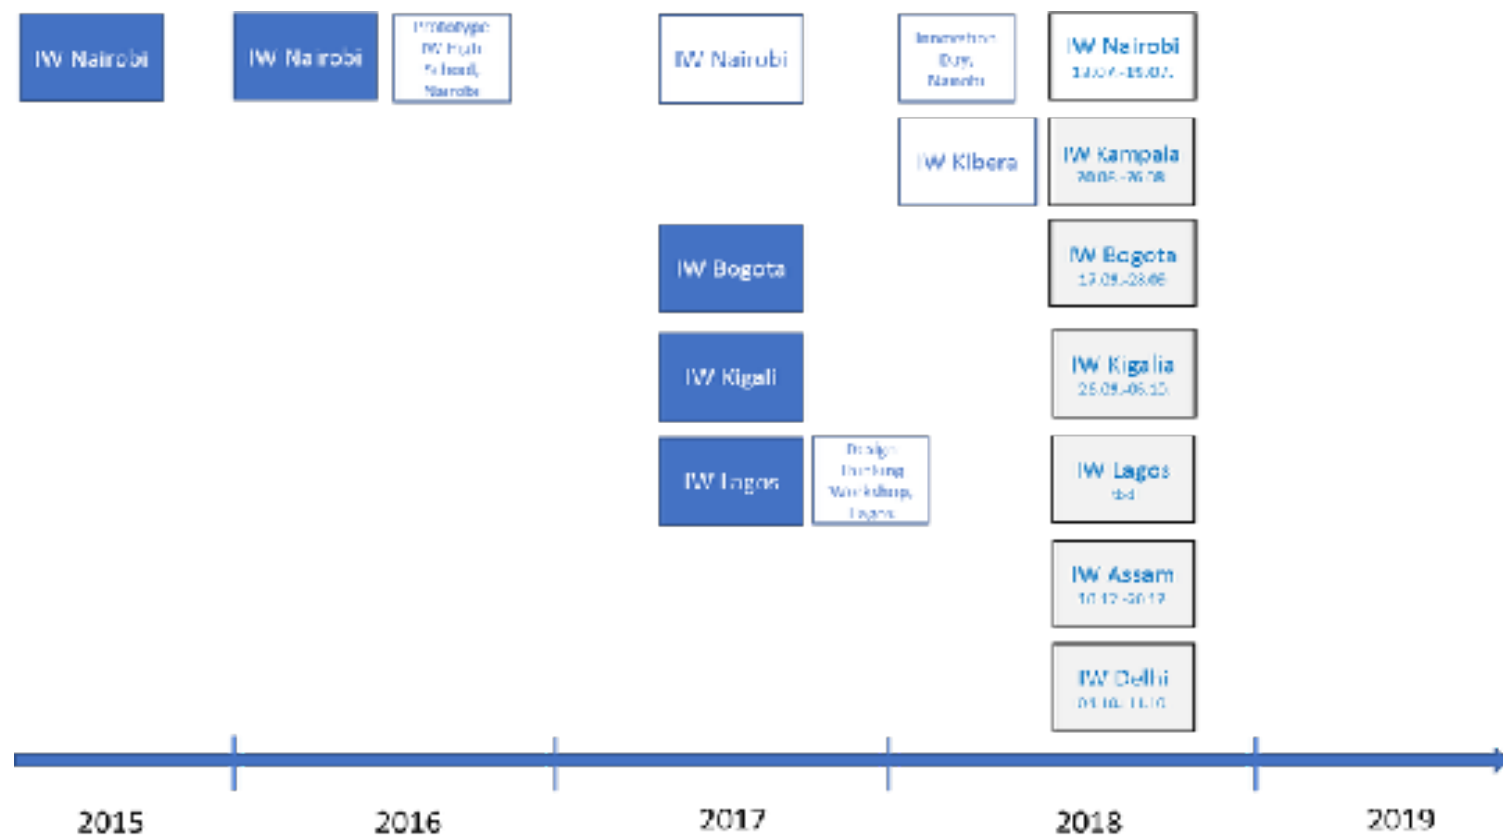 IW Nairobi
IW Nairobi
Prototype
IW High
School,
Nairobi
IW Nairobi
Innovation
Day,
Nairobi
IW Nairobi
IW Kibera
IW Kampala
IW Bogota
IW Bogota
IW Kigali
IW Kigalia
IW Lagos
Design
Thinking
Workshop,
Lagos
IW Lagos
tbd
IW Assam
IW Delhi
2015
2016
2017
2018
2019